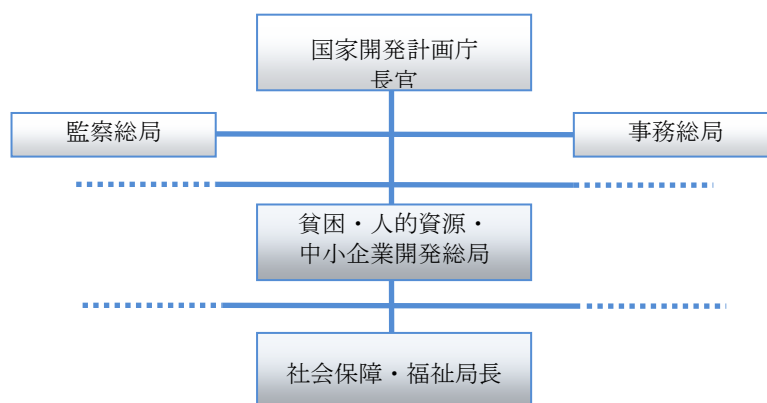 国家開発計画庁
長官
監察総局
事務総局
貧困・人的資源・
中小企業開発総局
社会保障・福祉局長